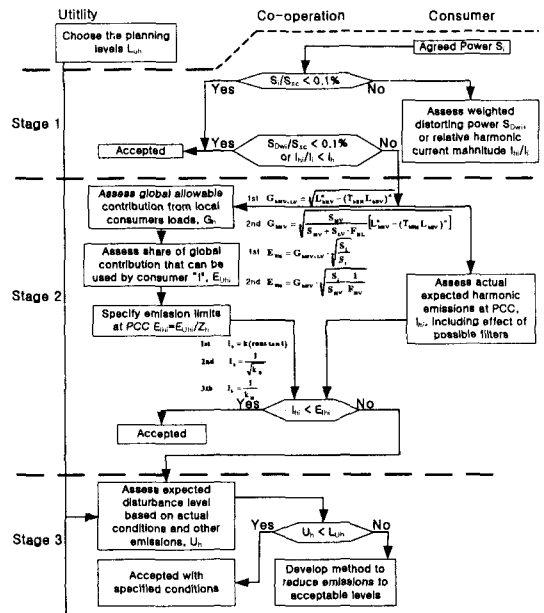 Utitlity
Co-operation
Consumer
Choose the planning
levels L_uh
Agreed Power S_i
Stage 1
S_i/S_sc < 0.1%
Yes
No
Assess weighted
distorting power S_Dwi,
or relative harmonic
current mahnitude I_hi/I_i
S_Dwi/S_sc < 0.1%
or I_hi/I_i < I_h
Yes
No
Accepted
Stage 2
Assess global allowable
contribution from local
consumers loads, G_h
1st
2nd
Assess share of global
contribution that can be
used by consumer "i", E_Uhi
1st
2nd
Specify emission limits
at PCC E_Ihi=E_Uhi/Z_h
1st
= k(constant)
2nd
3th
Assess actual
expected harmonic
emissions at PCC,
I_hi, including effect of
possible filters
I_hi < E_Ihi
Yes
No
Accepted
Stage 3
Assess expected
disturbance level
based on actual
conditions and other
emissions, U_h
U_h < L_Uh
Yes
No
Accepted with
specified conditions
Develop method to
reduce emissions to
acceptable levels